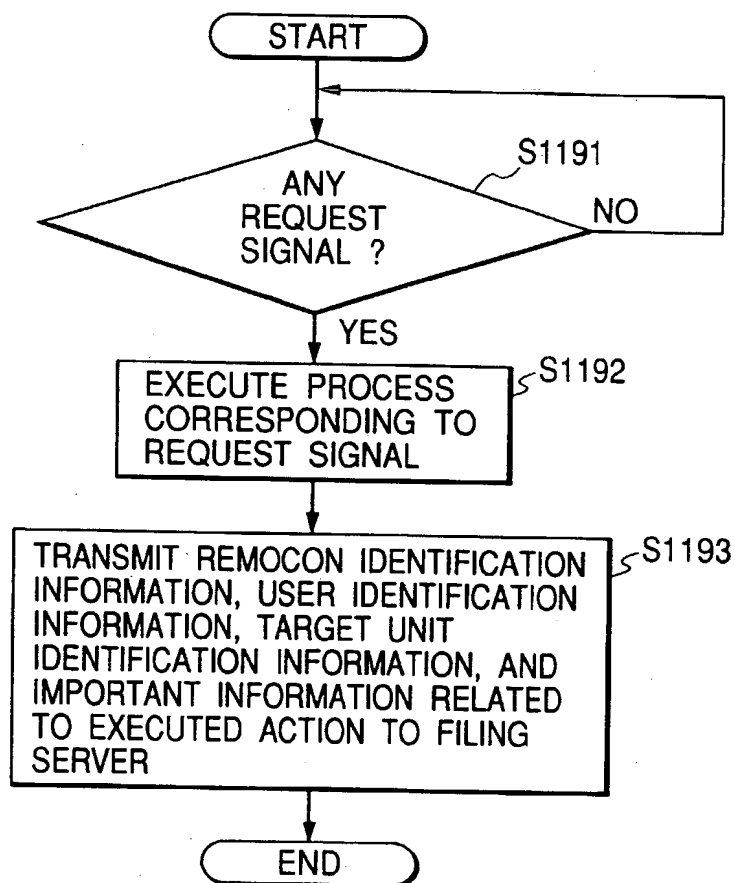 START
S1191
ANY
REQUEST
SIGNAL ?
NO
YES
S1192
EXECUTE PROCESS
CORRESPONDING TO
REQUEST SIGNAL
S1193
TRANSMIT REMOCON IDENTIFICATION
INFORMATION, USER IDENTIFICATION
INFORMATION, TARGET UNIT
IDENTIFICATION INFORMATION, AND
IMPORTANT INFORMATION RELATED
TO EXECUTED ACTION TO FILING
SERVER
END